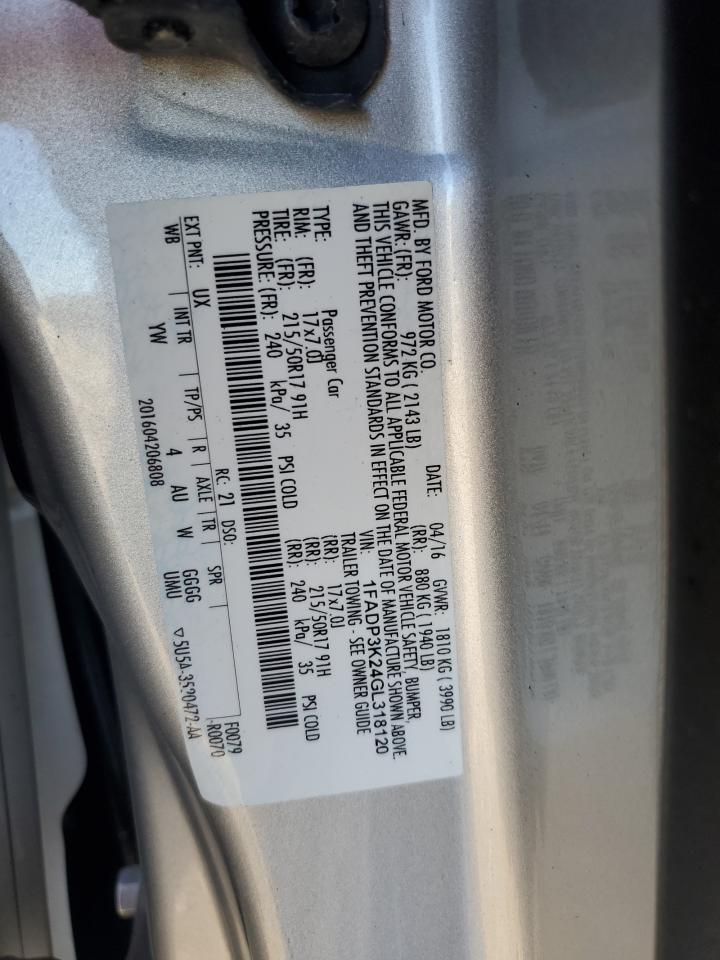 MFD. BY FORD MOTOR CO.
DATE: 04/16 GVWR: 1810 KG ( 3990 LB)
GAWR: (FR): 972 KG ( 2143 LB) (RR): 880 KG ( 1940 LB)
THIS VEHICLE CONFORMS TO ALL APPLICABLE FEDERAL MOTOR VEHICLE SAFETY, BUMPER,
AND THEFT PREVENTION STANDARDS IN EFFECT ON THE DATE OF MANUFACTURE SHOWN ABOVE.
VIN: 1FADP3K24GL318120
TYPE: Passenger Car TRAILER TOWING - SEE OWNER GUIDE
RIM: (FR): 17x7.0J (RR): 17x7.0J
TIRE: (FR): 215/50R17 91H (RR): 215/50R17 91H
PRESSURE: (FR): 240 kPa/ 35 PSI COLD (RR): 240 kPa/ 35 PSI COLD
F0079
RC: 21 DSO: -R0070
EXT PNT: UX
INT TR TP/PS R AXLE TR SPR
WB YW 4 AU W GGGG
UMU
201604206808
▽5U5A-3520472-AA